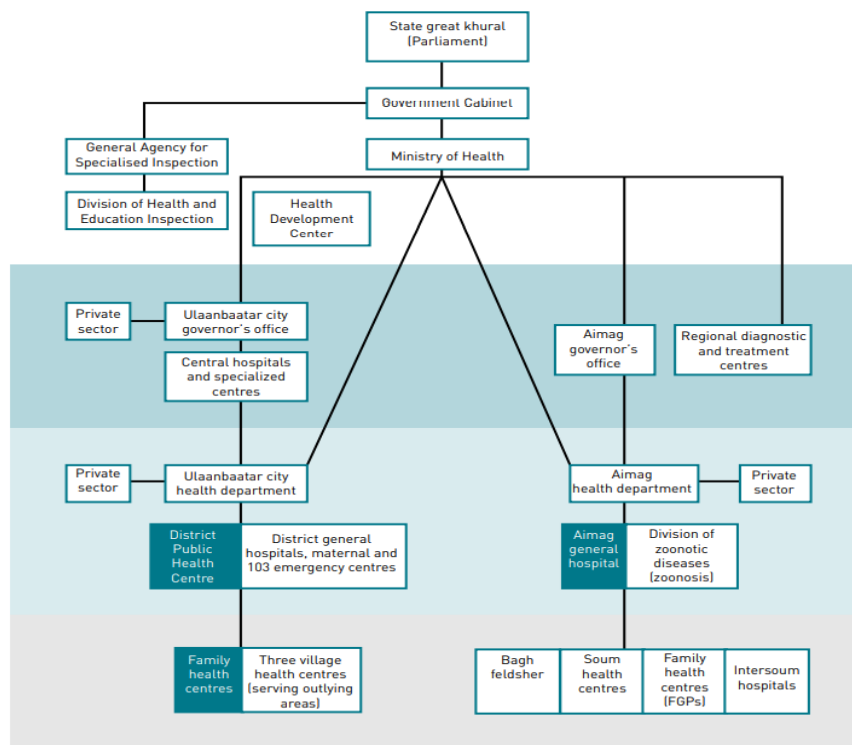 State great khural
(Parliament)
Government Cabinet
General Agency for
Specialised Inspection
Ministry of Health
Division of Health and
Education Inspection
Health
Development
Center
Private
sector
Ulaanbaatar city
governor's office
Central hospitals
and specialized
centres
Aimag
governor's
office
Regional diagnostic
and treatment
centres
Private
sector
Ulaanbaatar city
health department
Aimag
health department
Private
sector
District
Public
Health
Centre
District general
hospitals, maternal and
103 emergency centres
Aimag
general
hospital
Division of
zoonotic
diseases
(zoonosis)
Family
health
centres
Three village
health centres
(serving outlying
areas)
Bagh
feldsher
Soum
health
centres
Family
health
centres
(FGPs)
Intersoum
hospitals